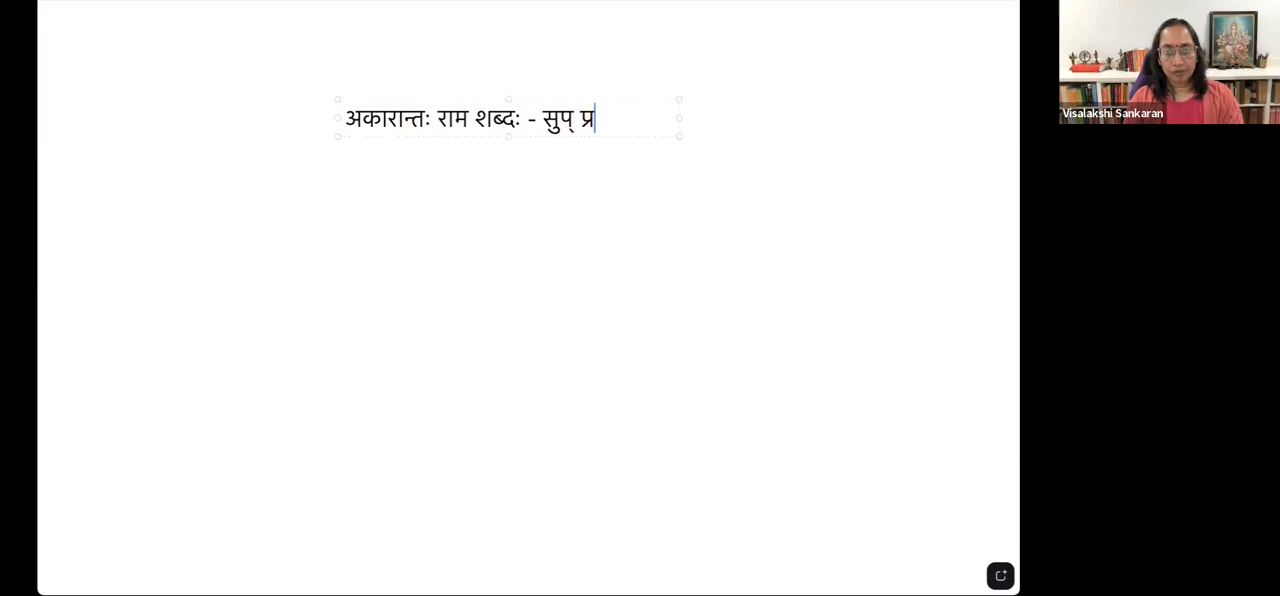 अकारान्तः राम शब्दः - सुप् प्र
Visalakshi Sankaran